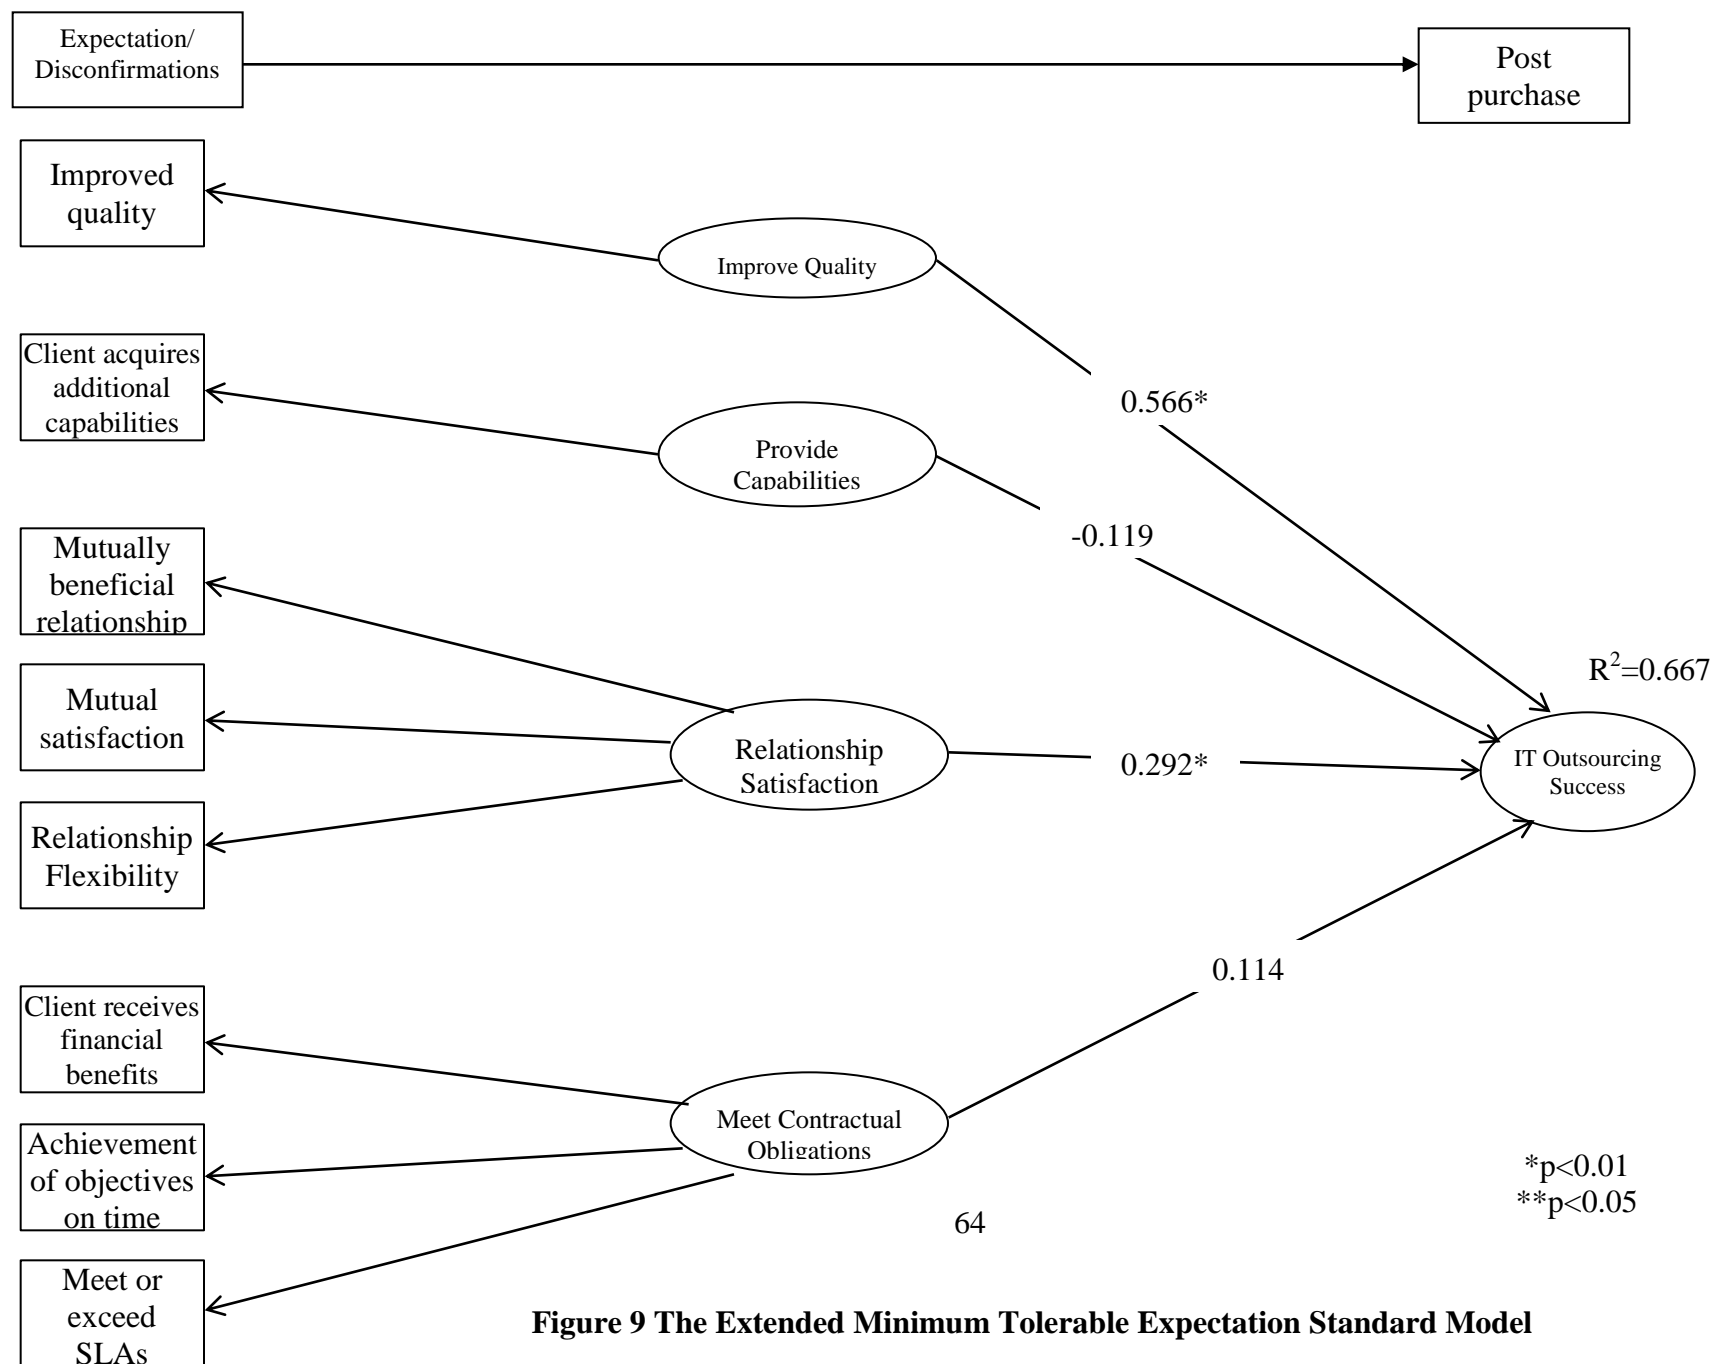 Expectation/
Disconfirmations
Post
purchase
Improved
quality
Improve Quality
Client acquires
additional
capabilities
Provide
Capabilities
0.566*
-0.119
Mutually
beneficial
relationship
Mutual
satisfaction
Relationship
Flexibility
Relationship
Satisfaction
0.292*
R²=0.667
IT Outsourcing
Success
0.114
Client receives
financial
benefits
Achievement
of objectives
on time
Meet or
exceed
SLAs
Meet Contractual
Obligations
*p<0.01
**p<0.05
64
Figure 9 The Extended Minimum Tolerable Expectation Standard Model